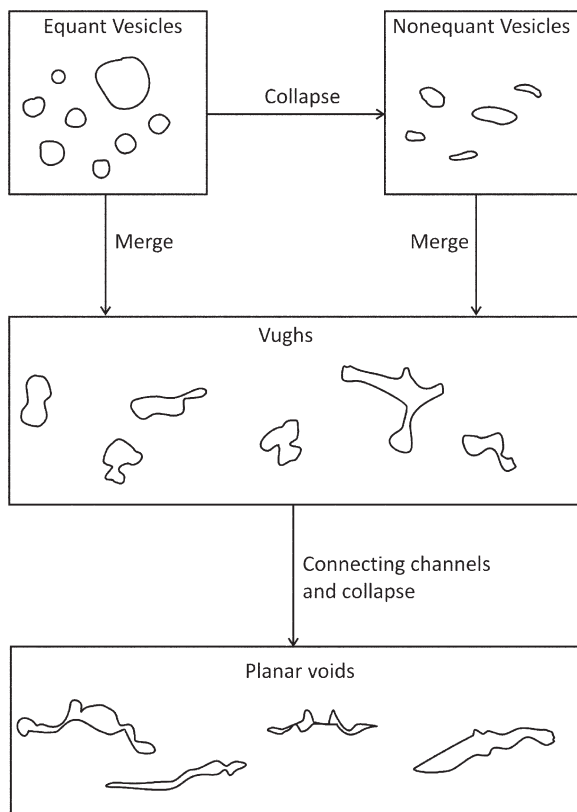 Equant Vesicles
Nonequant Vesicles
Collapse
Merge
Merge
Vughs
Connecting channels
and collapse
Planar voids